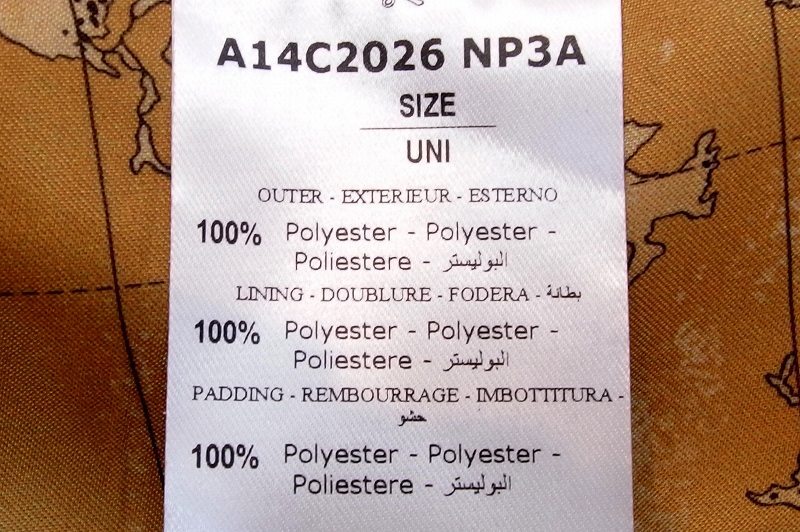 A14C2026 NP3A
SIZE
UNI
OUTER - EXTERIEUR - ESTERNO
100% Polyester - Polyester -
Poliestere - البوليستر
LINING - DOUBLURE - FODERA - بطانة
100% Polyester - Polyester -
Poliestere - البوليستر
PADDING - REMBOURRAGE - IMBOTTITURA -
حشو
100% Polyester - Polyester -
Poliestere - البوليستر